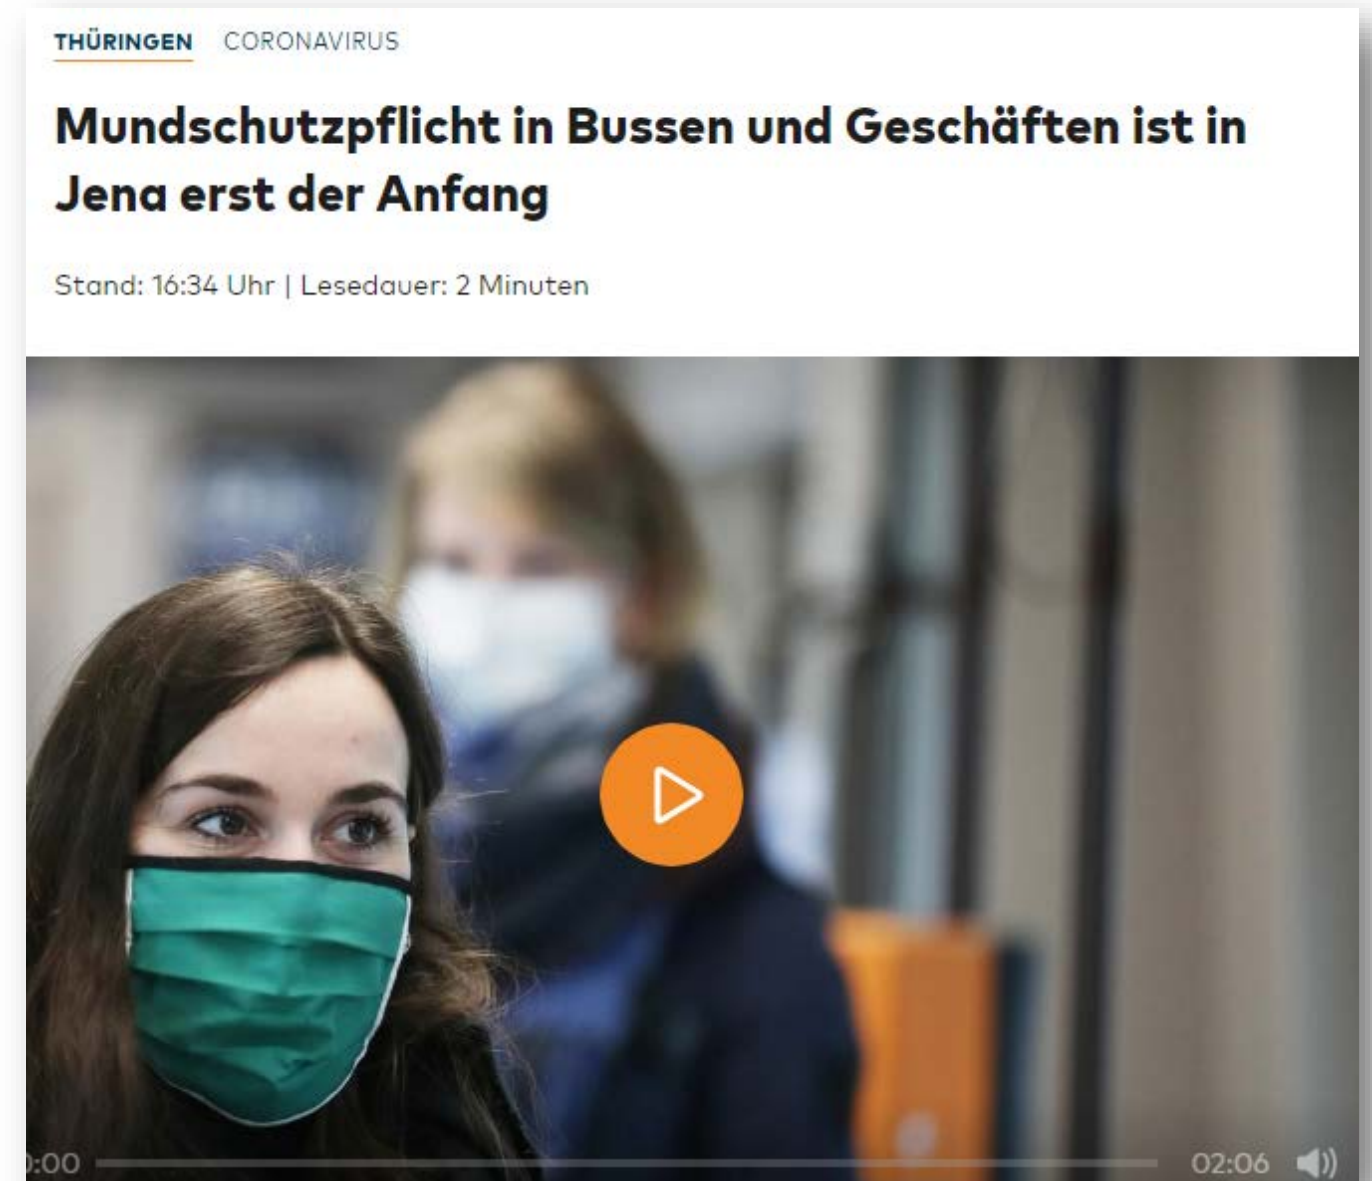 THÜRINGEN CORONAVIRUS
Mundschutzpflicht in Bussen und Geschäften ist in
Jena erst der Anfang
Stand: 16:34 Uhr | Lesedauer: 2 Minuten
:00 02:06